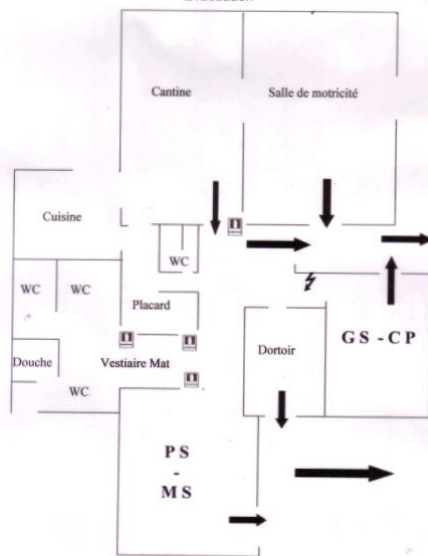 Cantine
Salle de motricité
Cuisine
WC
WC
WC
Placard
GS-CP
Dortoir
Douche
Vestiaire Mat
WC
PS
-
MS